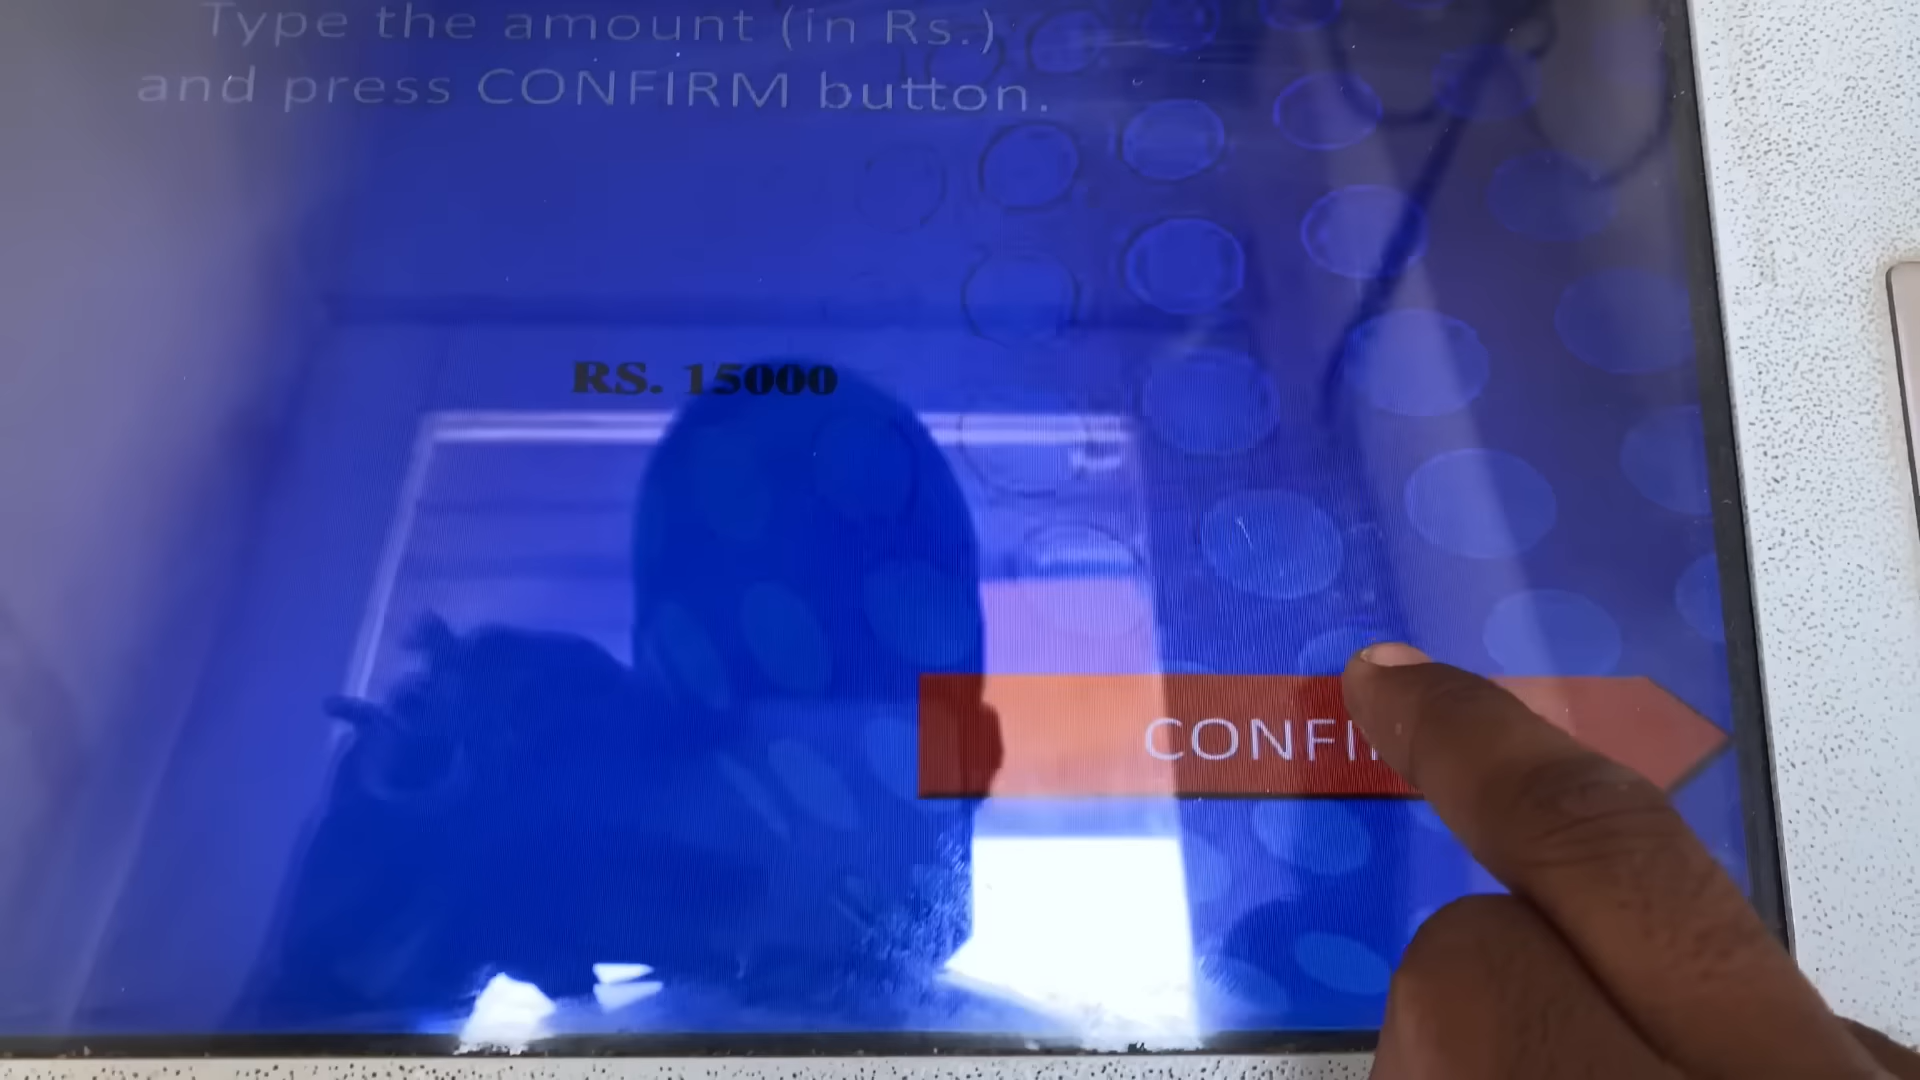 Type the amount (in Rs.)
and press CONFIRM button.
RS. 15000
CONFI